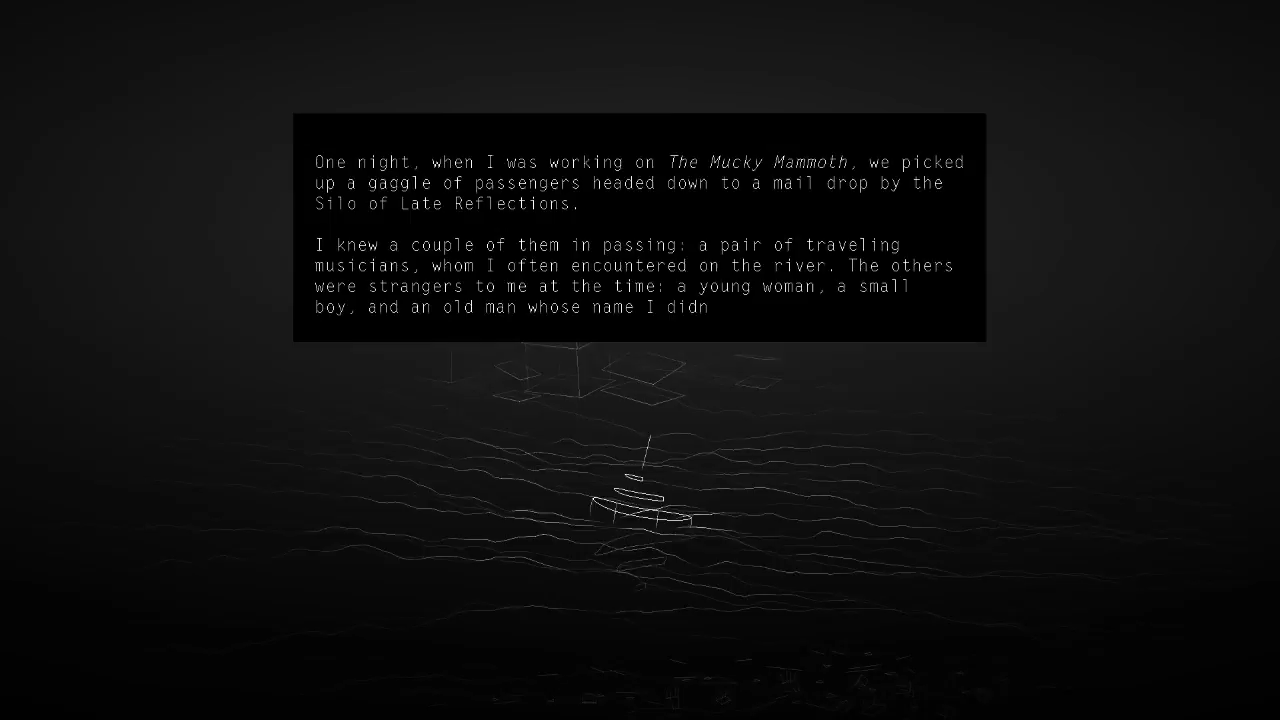 One night, when I was working on The Mucky Mammoth, we picked
up a gaggle of passengers headed down to a mail drop by the
Silo of Late Reflections.
I knew a couple of them in passing: a pair of traveling
musicians, whom I often encountered on the river. The others
were strangers to me at the time: a young woman, a small
boy, and an old man whose name I didn